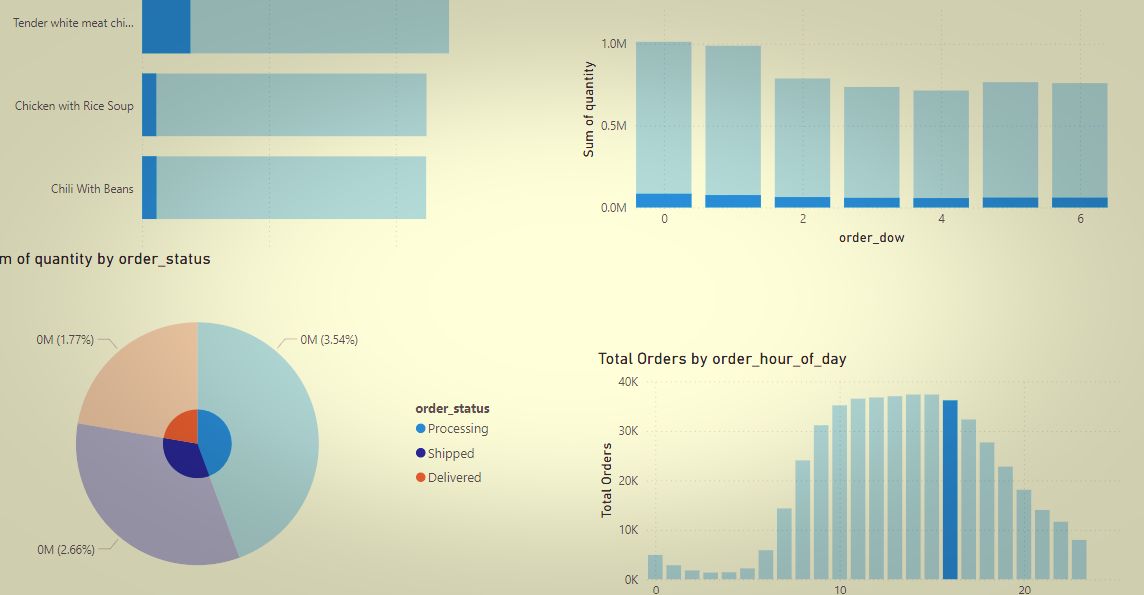 Tender white meat chi...
Chicken with Rice Soup
Chili With Beans
1.0M
0.5M
0.0M
Sum of quantity
0
2
4
6
order_dow
m of quantity by order_status
0M (1.77%)
0M (3.54%)
0M (2.66%)
order_status
Processing
Shipped
Delivered
Total Orders by order_hour_of_day
40K
30K
20K
10K
0K
Total Orders
0
10
20